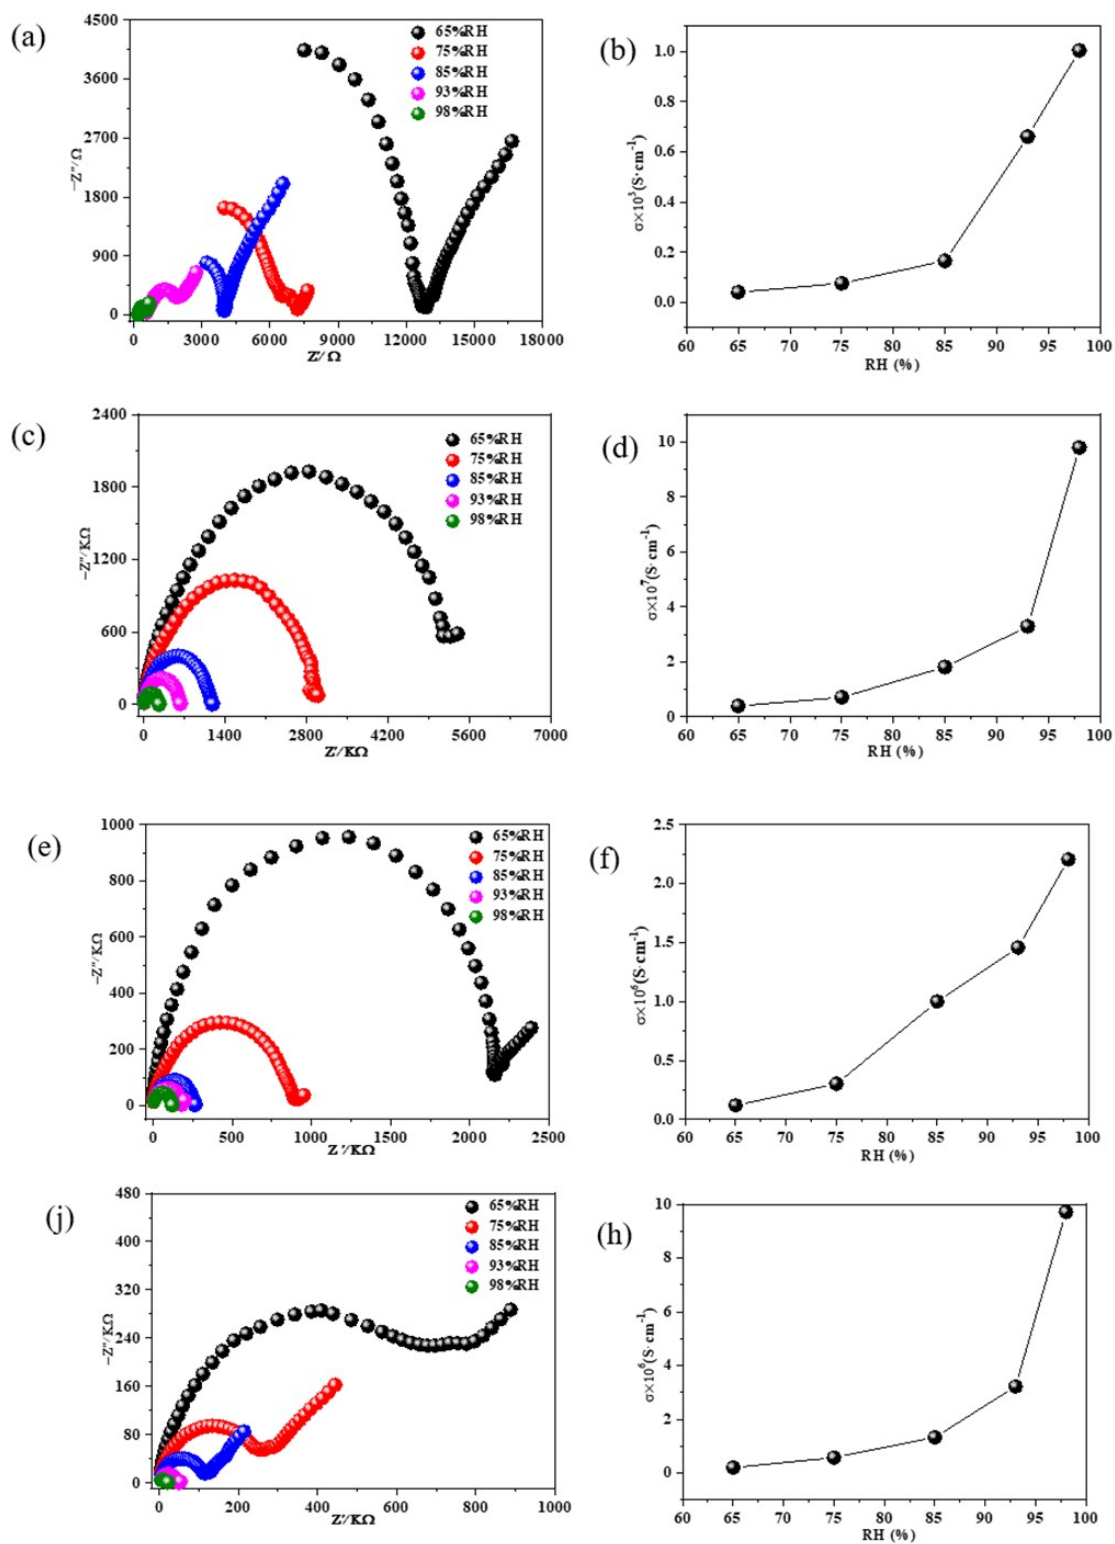 (a)
4500
3600
2700
1800
900
0
−Z''/Ω
65%RH
75%RH
85%RH
93%RH
98%RH
0 3000 6000 9000 12000 15000 18000
Z'/Ω
(b)
1.0
0.8
0.6
0.4
0.2
0.0
σ×10³(S·cm⁻¹)
60 65 70 75 80 85 90 95 100
RH (%)
(c)
2400
1800
1200
600
0
−Z''/KΩ
65%RH
75%RH
85%RH
93%RH
98%RH
0 1400 2800 4200 5600 7000
Z'/KΩ
(d)
10
8
6
4
2
0
σ×10⁷(S·cm⁻¹)
60 65 70 75 80 85 90 95 100
RH (%)
(e)
1000
800
600
400
200
0
−Z''/KΩ
65%RH
75%RH
85%RH
93%RH
98%RH
0 500 1000 1500 2000 2500
Z'/KΩ
(f)
2.5
2.0
1.5
1.0
0.5
0.0
σ×10⁶(S·cm⁻¹)
60 65 70 75 80 85 90 95 100
RH (%)
(j)
480
400
320
240
160
80
0
−Z''/KΩ
65%RH
75%RH
85%RH
93%RH
98%RH
0 200 400 600 800 1000
Z'/KΩ
(h)
10
8
6
4
2
0
σ×10⁶(S·cm⁻¹)
60 65 70 75 80 85 90 95 100
RH (%)